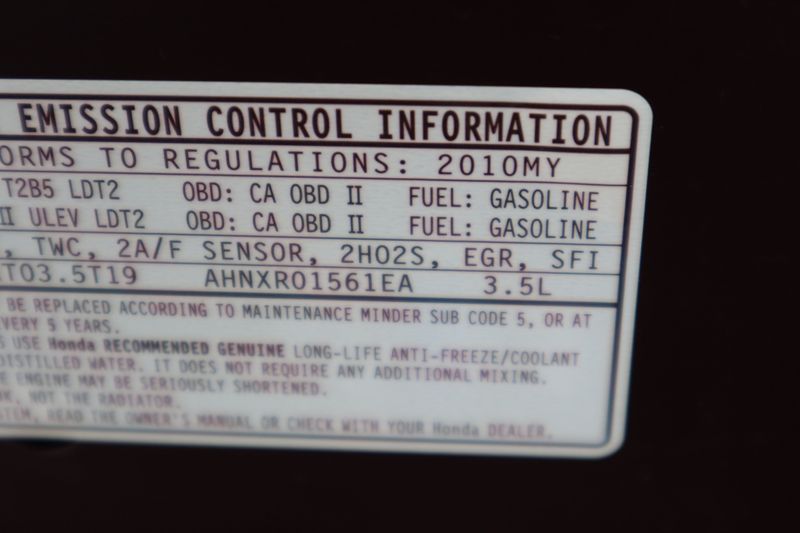 EMISSION CONTROL INFORMATION
ORMS TO REGULATIONS: 2010MY
T2B5 LDT2 OBD: CA OBD II FUEL: GASOLINE
II ULEV LDT2 OBD: CA OBD II FUEL: GASOLINE
, TWC, 2A/F SENSOR, 2HO2S, EGR, SFI
T03.5T19 AHNXR01561EA 3.5L
BE REPLACED ACCORDING TO MAINTENANCE MINDER SUB CODE 5, OR AT
VERY 5 YEARS.
S USE Honda RECOMMENDED GENUINE LONG-LIFE ANTI-FREEZE/COOLANT
DISTILLED WATER. IT DOES NOT REQUIRE ANY ADDITIONAL MIXING.
E ENGINE MAY BE SERIOUSLY SHORTENED.
NK, NOT THE RADIATOR.
STEM, READ THE OWNER'S MANUAL OR CHECK WITH YOUR Honda DEALER.